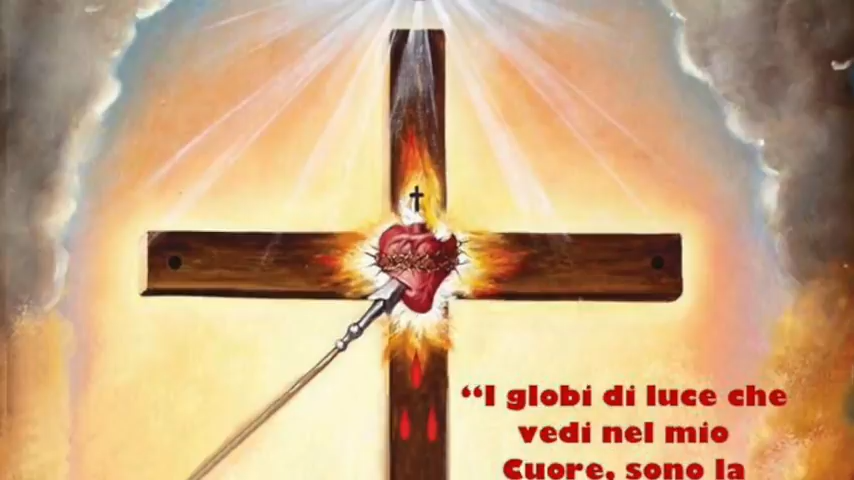 “I globi di luce che
vedi nel mio
Cuore, sono la